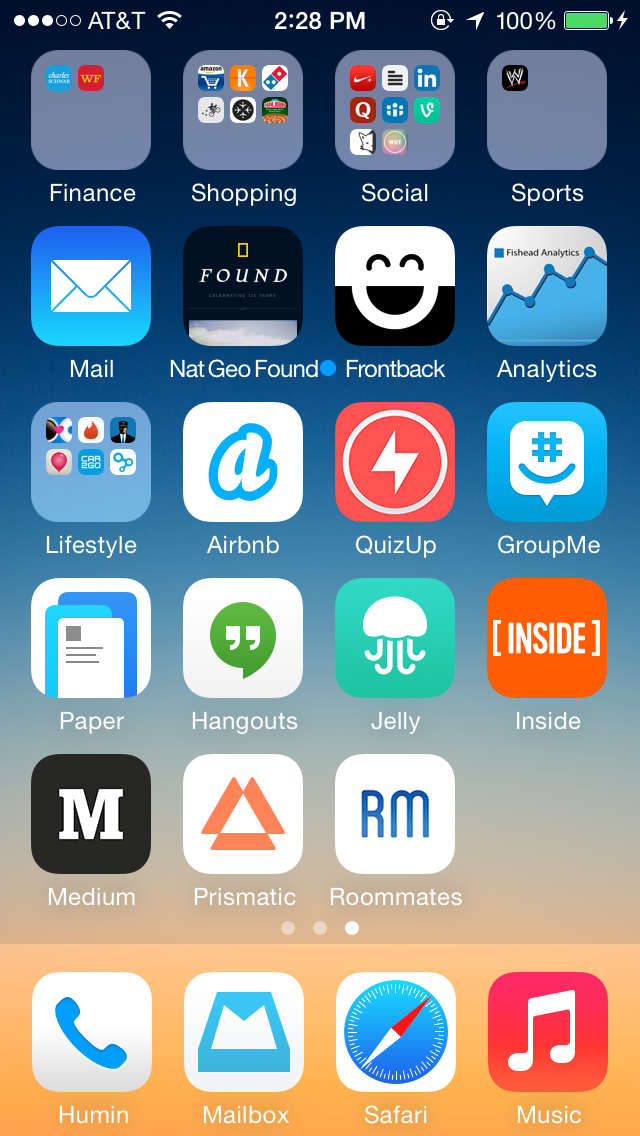 AT&T 2:28 PM 100%
charles SCHWAB WF amazon K in Q WUT
Finance Shopping Social Sports
FOUND Fishead Analytics
CELEBRATING 125 YEARS
Mail Nat Geo Found Frontback Analytics
CAR2GO a #
Lifestyle Airbnb QuizUp GroupMe
[INSIDE]
Paper Hangouts Jelly Inside
M RM
Medium Prismatic Roommates
Humin Mailbox Safari Music